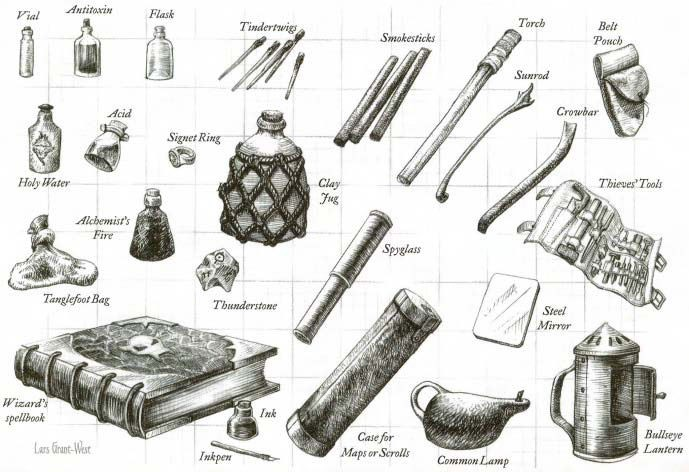 Vial
Antitoxin
Flask
Tindertwigs
Smokesticks
Torch
Belt
Pouch
Sunrod
Crowbar
Acid
Signet Ring
Holy Water
Clay
Jug
Thieves' Tools
Alchemist's
Fire
Spyglass
Tanglefoot Bag
Thunderstone
Steel
Mirror
Wizard's
spellbook
Ink
Inkpen
Case for
Maps or Scrolls
Common Lamp
Bullseye
Lantern
Lars Grant-West